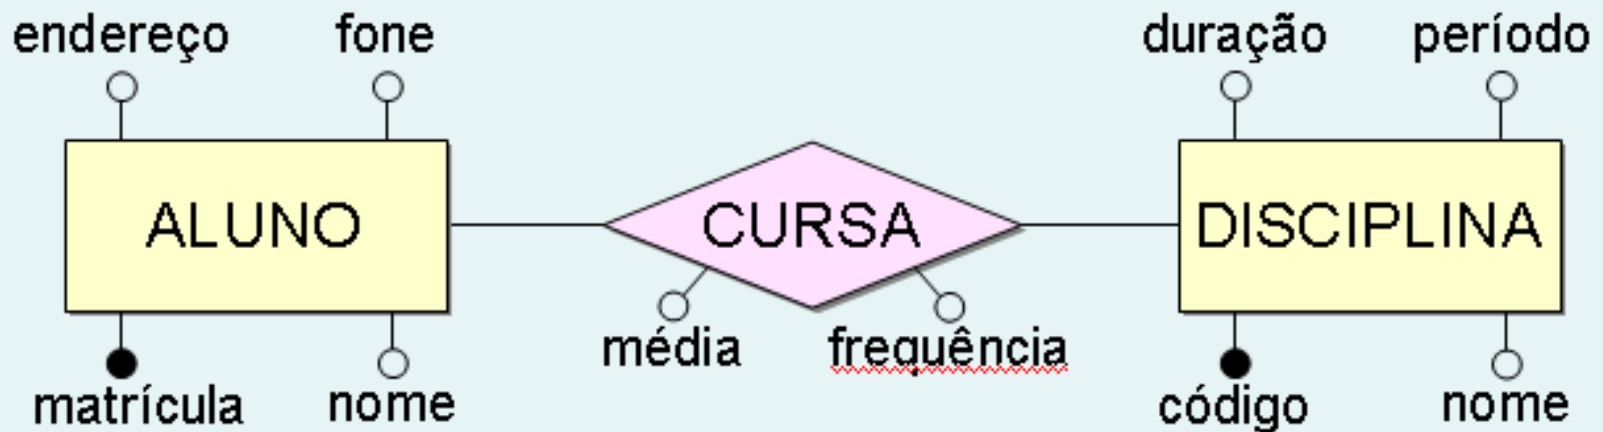 endereço fone duração período
ALUNO CURSA DISCIPLINA
média frequência
matrícula nome código nome